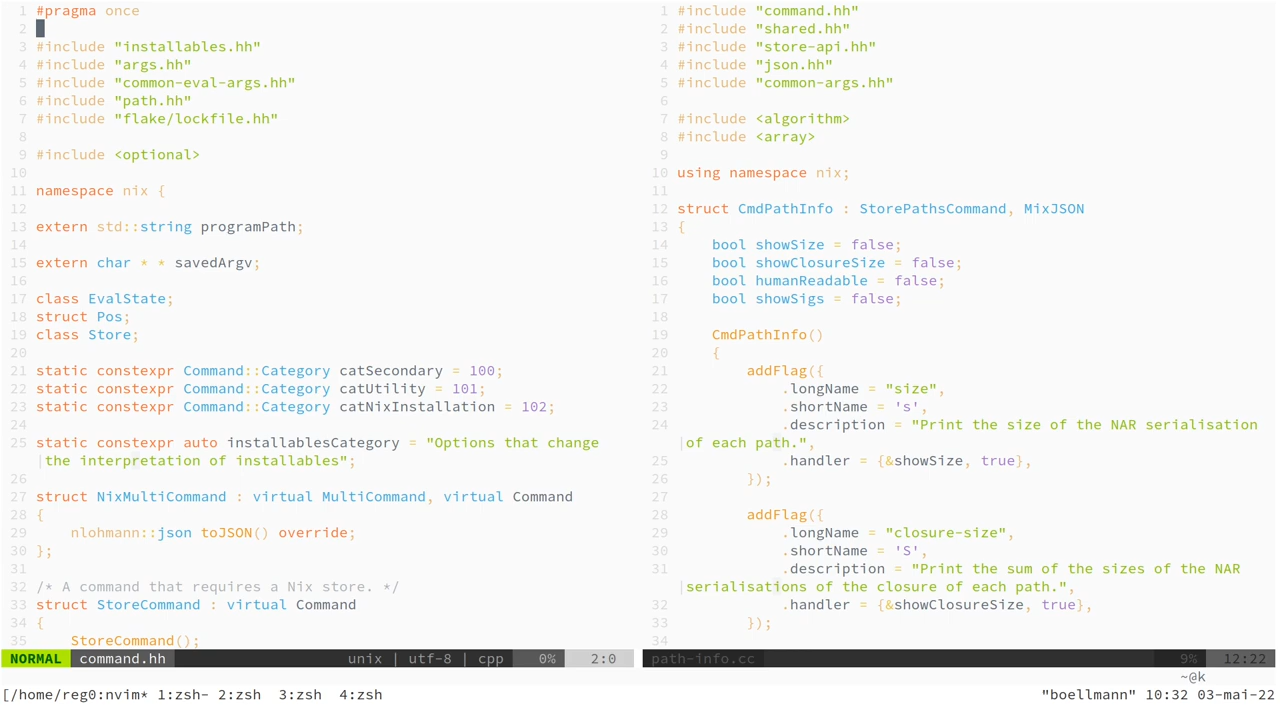 1 #pragma once
2
3 #include "installables.hh"
4 #include "args.hh"
5 #include "common-eval-args.hh"
6 #include "path.hh"
7 #include "flake/lockfile.hh"
8
9 #include <optional>
10
11 namespace nix {
12
13 extern std::string programPath;
14
15 extern char * * savedArgv;
16
17 class EvalState;
18 struct Pos;
19 class Store;
20
21 static constexpr Command::Category catSecondary = 100;
22 static constexpr Command::Category catUtility = 101;
23 static constexpr Command::Category catNixInstallation = 102;
24
25 static constexpr auto installablesCategory = "Options that change
|the interpretation of installables";
26
27 struct NixMultiCommand : virtual MultiCommand, virtual Command
28 {
29     nlohmann::json toJSON() override;
30 };
31
32 /* A command that requires a Nix store. */
33 struct StoreCommand : virtual Command
34 {
35     StoreCommand();
NORMAL command.hh unix | utf-8 | cpp 0% 2:0
1 #include "command.hh"
2 #include "shared.hh"
3 #include "store-api.hh"
4 #include "json.hh"
5 #include "common-args.hh"
6
7 #include <algorithm>
8 #include <array>
9
10 using namespace nix;
11
12 struct CmdPathInfo : StorePathsCommand, MixJSON
13 {
14     bool showSize = false;
15     bool showClosureSize = false;
16     bool humanReadable = false;
17     bool showSigs = false;
18
19     CmdPathInfo()
20     {
21         addFlag({
22             .longName = "size",
23             .shortName = 's',
24             .description = "Print the size of the NAR serialisation
|of each path.",
25             .handler = {&showSize, true},
26         });
27
28         addFlag({
29             .longName = "closure-size",
30             .shortName = 'S',
31             .description = "Print the sum of the sizes of the NAR
|serialisations of the closure of each path.",
32             .handler = {&showClosureSize, true},
33         });
34
path-info.cc 9% 12:22
~@k
[/home/reg0:nvim* 1:zsh- 2:zsh  3:zsh  4:zsh "boellmann" 10:32 03-mai-22